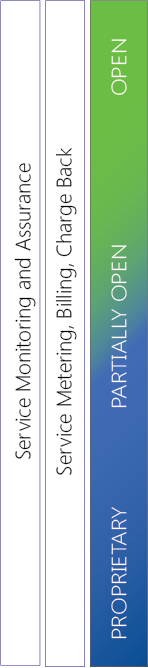 Service Monitoring and Assurance
Service Metering, Billing, Charge Back
PROPRIETARY
PARTIALLY OPEN
OPEN